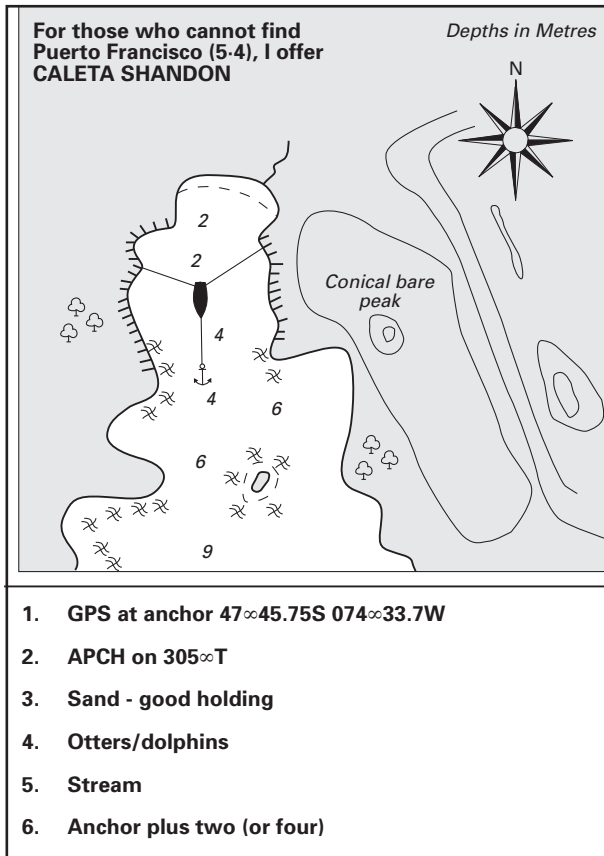 For those who cannot find
Puerto Francisco (5·4), I offer
CALETA SHANDON
Depths in Metres
N
2
2
Conical bare
peak
4
4
6
6
9
1. GPS at anchor 47∞45.75S 074∞33.7W
2. APCH on 305∞T
3. Sand - good holding
4. Otters/dolphins
5. Stream
6. Anchor plus two (or four)